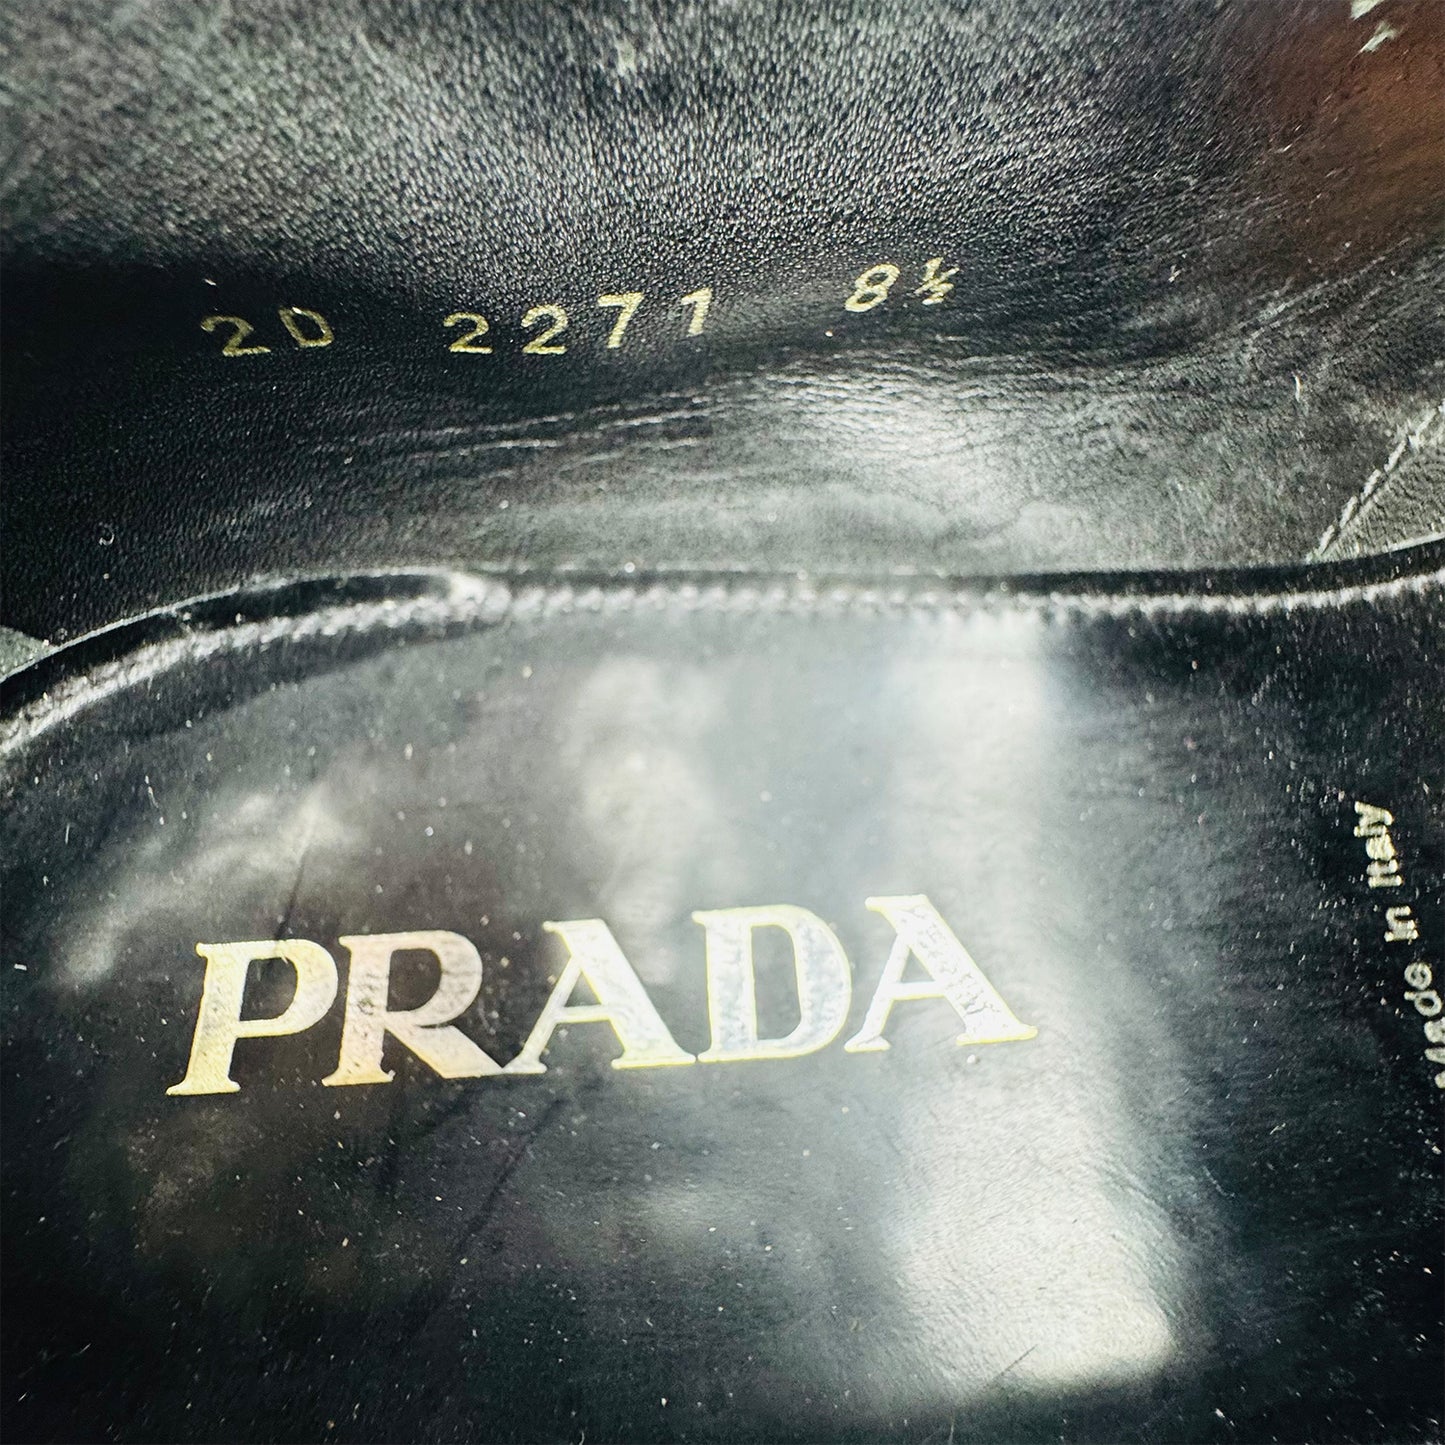 2D 2271 8½
PRADA
Made in Italy